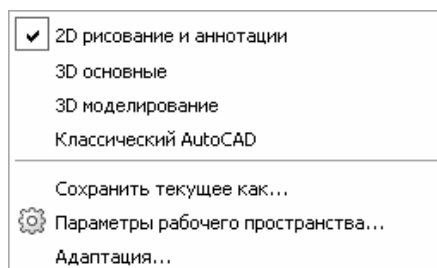 2D рисование и аннотации
3D основные
3D моделирование
Классический AutoCAD
Сохранить текущее как...
Параметры рабочего пространства...
Адаптация...